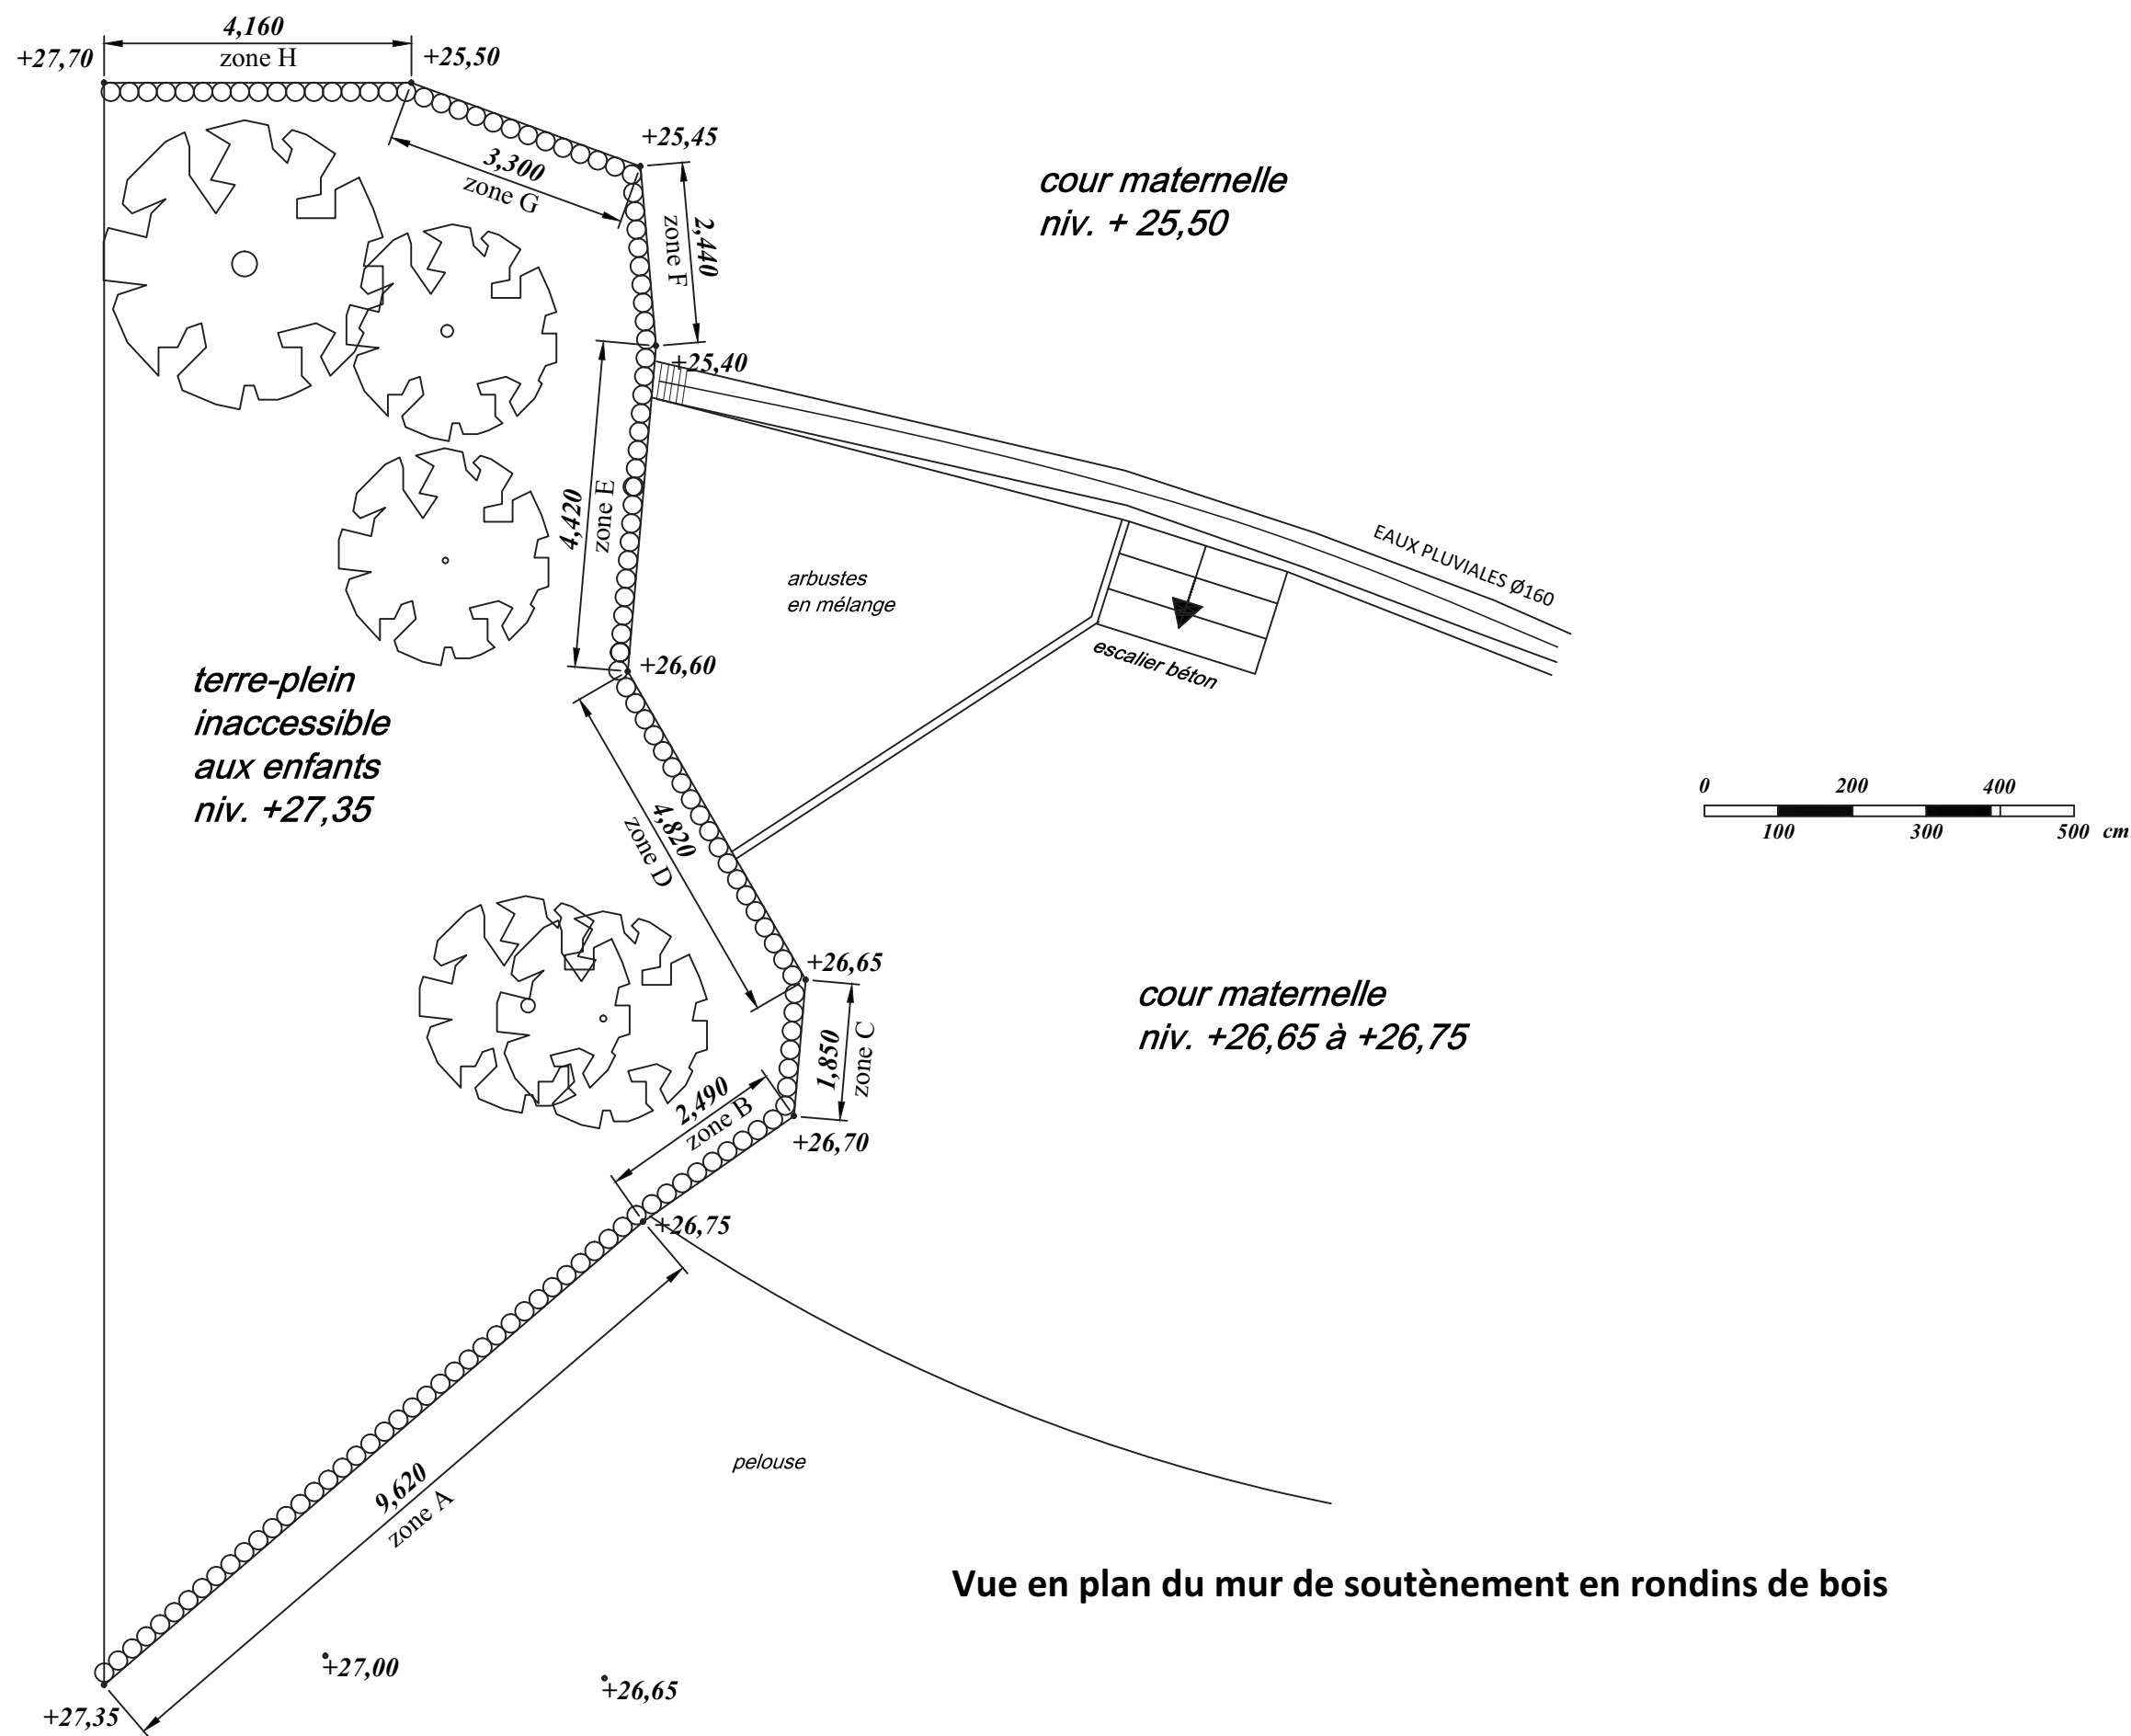 4,160
zone H
+27,70
+25,50
+25,45
3,300
zone G
2,440
zone F
cour maternelle
niv. + 25,50
+25,40
4,420
zone E
EAUX PLUVIALES Ø160
arbustes
en mélange
escalier béton
+26,60
terre-plein
inaccessible
aux enfants
niv. +27,35
4,820
zone D
0
200
400
100
300
500 cm
+26,65
cour maternelle
niv. +26,65 à +26,75
1,850
zone C
2,490
zone B
+26,70
+26,75
9,620
zone A
pelouse
Vue en plan du mur de soutènement en rondins de bois
+27,00
+26,65
+27,35